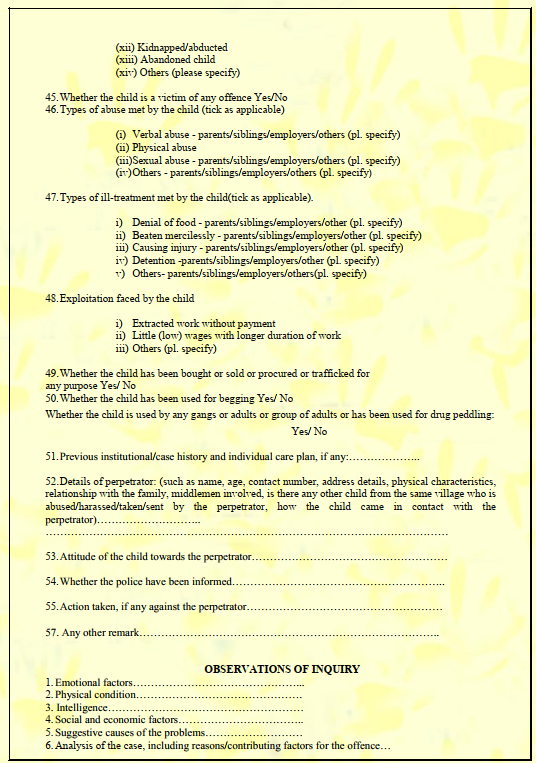 (xii) Kidnapped/abducted
(xiii) Abandoned child
(xiv) Others (please specify)
45. Whether the child is a victim of any offence Yes/No
46. Types of abuse met by the child (tick as applicable)
(i) Verbal abuse - parents/siblings/employers/others (pl. specify)
(ii) Physical abuse
(iii)Sexual abuse - parents/siblings/employers/others (pl. specify)
(iv)Others - parents/siblings/employers/others (pl. specify)
47. Types of ill-treatment met by the child(tick as applicable).
i) Denial of food - parents/siblings/employers/other (pl. specify)
ii) Beaten mercilessly - parents/siblings/employers/other (pl. specify)
iii) Causing injury - parents/siblings/employers/other (pl. specify)
iv) Detention -parents/siblings/employers/other (pl. specify)
v) Others- parents/siblings/employers/others(pl. specify)
48. Exploitation faced by the child
i) Extracted work without payment
ii) Little (low) wages with longer duration of work
iii) Others (pl. specify)
49. Whether the child has been bought or sold or procured or trafficked for
any purpose Yes/ No
50. Whether the child has been used for begging Yes/ No
Whether the child is used by any gangs or adults or group of adults or has been used for drug peddling:
Yes/ No
51. Previous institutional/case history and individual care plan, if any:………………..
52. Details of perpetrator: (such as name, age, contact number, address details, physical characteristics,
relationship with the family, middlemen involved, is there any other child from the same village who is
abused/harassed/taken/sent by the perpetrator, how the child came in contact with the
perpetrator)………………………..
……………………………………………………………………………………………………
53. Attitude of the child towards the perpetrator………………………………………………
54. Whether the police have been informed…………………………………………………..
55. Action taken, if any against the perpetrator………………………………………………
57. Any other remark………………………………………………………………………..
OBSERVATIONS OF INQUIRY
1. Emotional factors………………………………………..
2. Physical condition……………………………………….
3. Intelligence………………………………………………
4. Social and economic factors……………………………..
5. Suggestive causes of the problems………………………
6. Analysis of the case, including reasons/contributing factors for the offence…